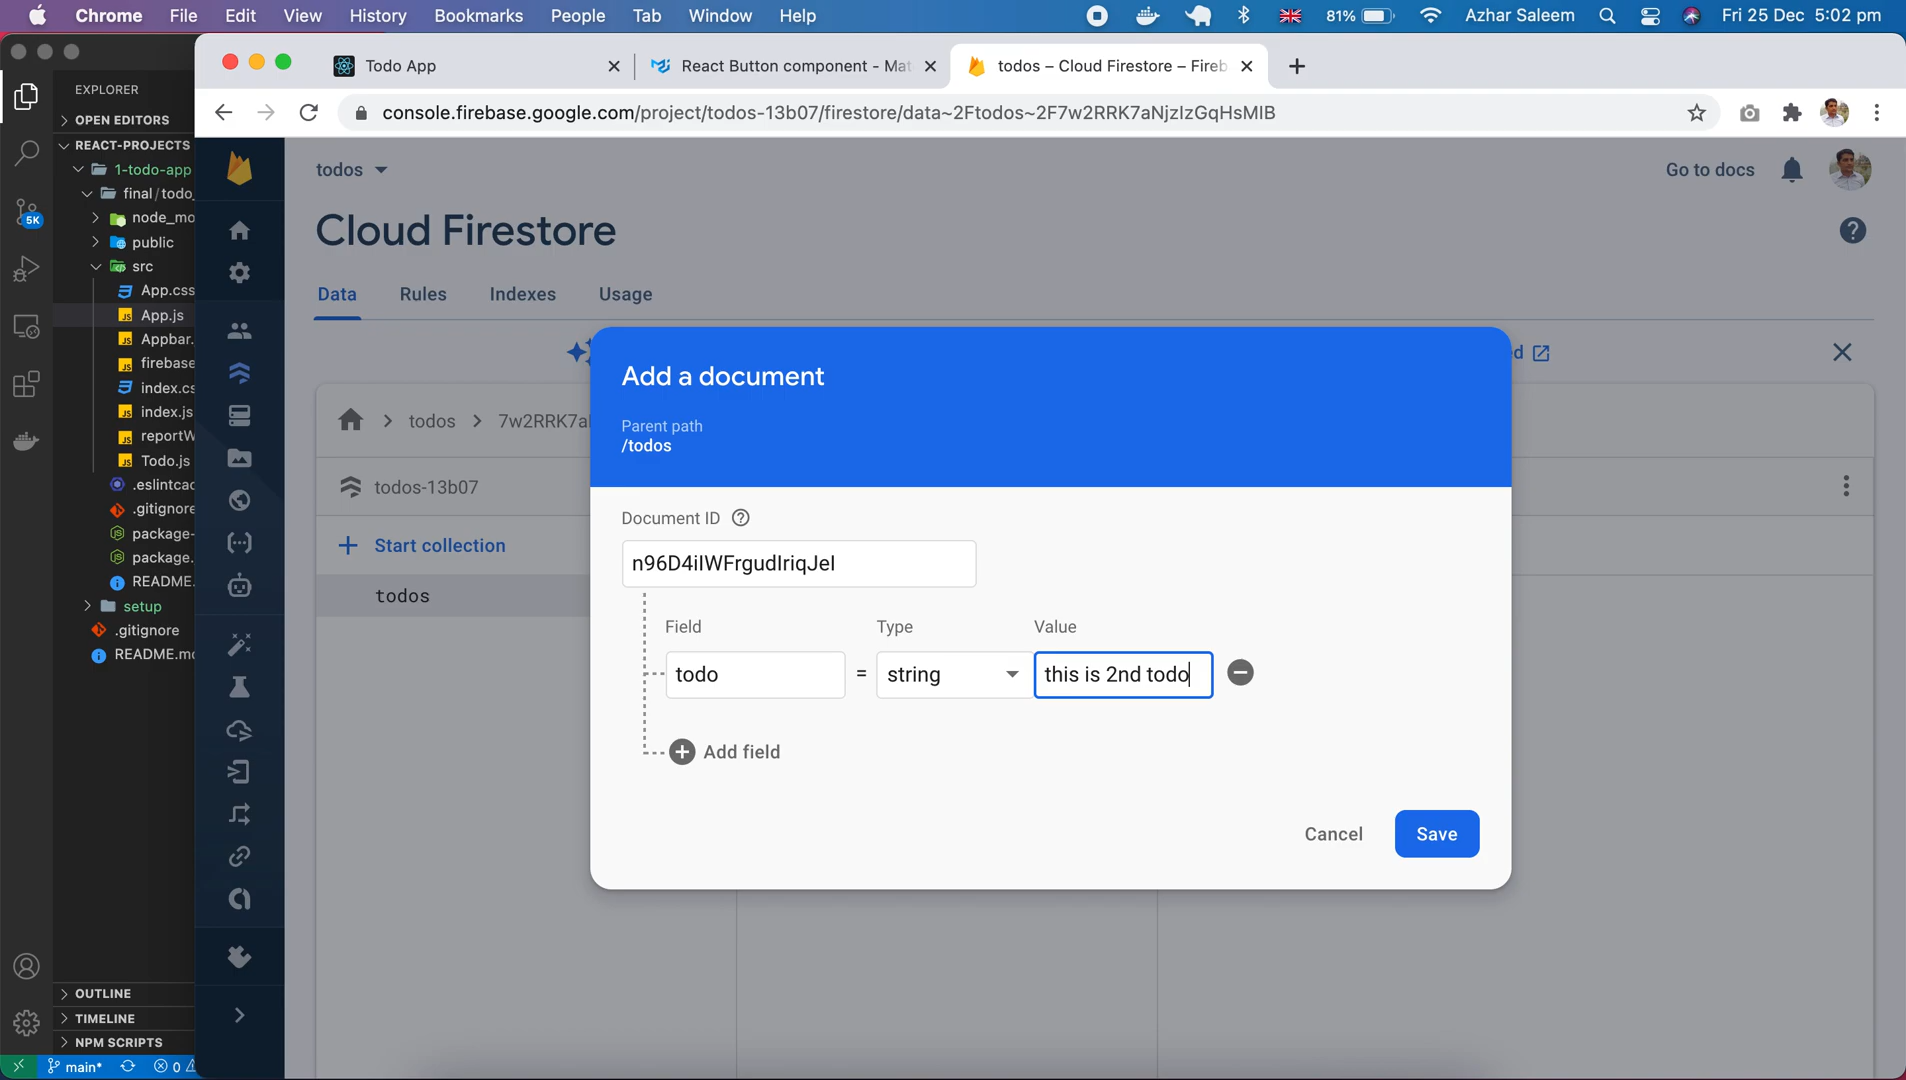 Chrome File Edit View History Bookmarks People Tab Window Help 81% Azhar Saleem Fri 25 Dec 5:02 pm
Todo App
React Button component - Mat
todos – Cloud Firestore – Fireb
console.firebase.google.com/project/todos-13b07/firestore/data~2Ftodos~2F7w2RRK7aNjzIzGqHsMIB
EXPLORER
OPEN EDITORS
REACT-PROJECTS
1-todo-app
final/todo_
node_mo
public
src
App.css
App.js
Appbar.
firebase
index.cs
index.js
reportW
Todo.js
.eslintcac
.gitignore
package-
package.
README.
setup
.gitignore
README.md
5K
OUTLINE
TIMELINE
NPM SCRIPTS
main* 0
todos
Go to docs
Cloud Firestore
Data Rules Indexes Usage
d
todos 7w2RRK7a
todos-13b07
Start collection
todos
Add a document
Parent path
/todos
Document ID
n96D4iIWFrgudIriqJeI
Field Type Value
todo = string this is 2nd todo
Add field
Cancel Save